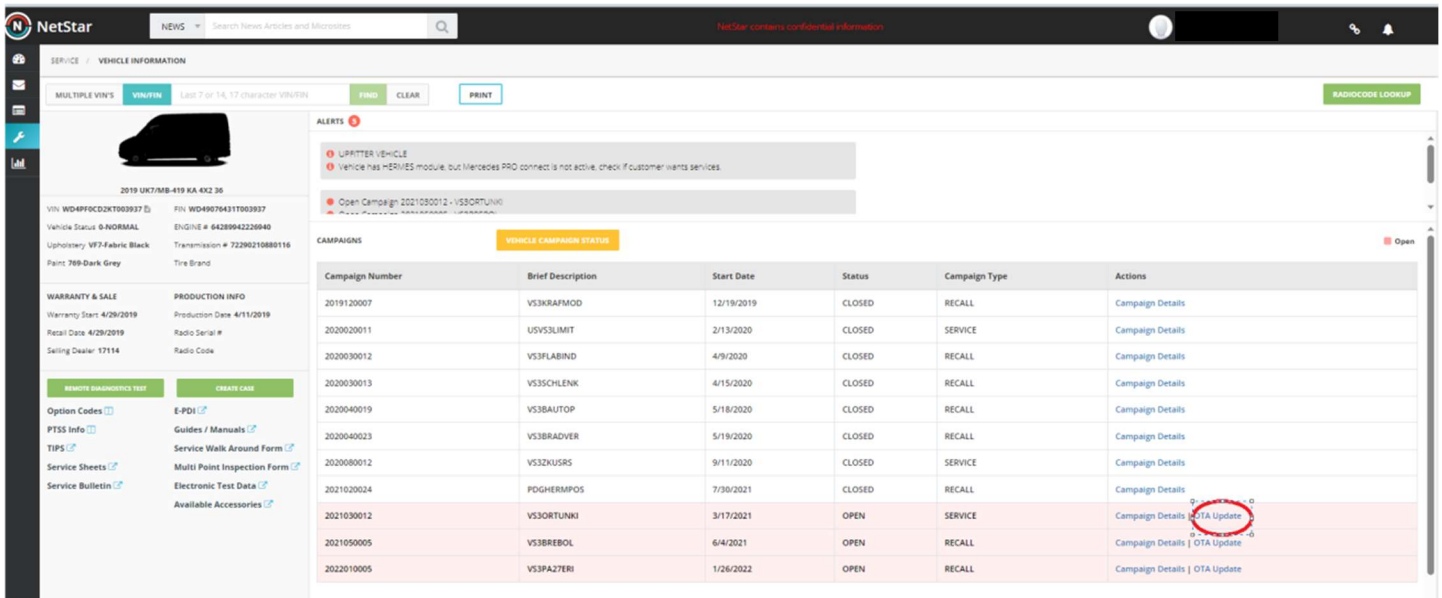 NetStar
NEWS
Search News Articles and Microsites
NetStar contains confidential information
SERVICE / VEHICLE INFORMATION
MULTIPLE VIN'S
VIN/FIN
Last 7 or 14, 17 character VIN/FIN
FIND
CLEAR
PRINT
RADIOCODE LOOKUP
2019 UK7/MB-419 KA 4X2 36
VIN WD4PF0CD2KT003937 FIN WD49076431T003937
Vehicle Status 0-NORMAL ENGINE # 64289942226040
Upholstery VF7-Fabric Black Transmission # 72290210880116
Paint 769-Dark Grey Tire Brand
WARRANTY & SALE PRODUCTION INFO
Warranty Start 4/29/2019 Production Date 4/11/2019
Retail Date 4/29/2019 Radio Serial #
Selling Dealer 17114 Radio Code
REMOTE DIAGNOSTICS TEST CREATE CASE
Option Codes E-PDI
PTSS Info Guides / Manuals
TIPS Service Walk Around Form
Service Sheets Multi Point Inspection Form
Service Bulletin Electronic Test Data
Available Accessories
ALERTS 3
UPFITTER VEHICLE
Vehicle has HERMES module, but Mercedes PRO connect is not active, check if customer wants services.
Open Campaign 2021030012 - VS3ORTUNKI
CAMPAIGNS VEHICLE CAMPAIGN STATUS Open
Campaign Number Brief Description Start Date Status Campaign Type Actions
2019120007 VS3KRAFMOD 12/19/2019 CLOSED RECALL Campaign Details
2020020011 USVS3LIMIT 2/13/2020 CLOSED SERVICE Campaign Details
2020030012 VS3FLABIND 4/9/2020 CLOSED RECALL Campaign Details
2020030013 VS3SCHLENK 4/15/2020 CLOSED RECALL Campaign Details
2020040019 VS3BAUTOP 5/18/2020 CLOSED RECALL Campaign Details
2020040023 VS3BRADVER 5/19/2020 CLOSED RECALL Campaign Details
2020080012 VS3ZKUSRS 9/11/2020 CLOSED SERVICE Campaign Details
2021020024 PDGHERMPOS 7/30/2021 CLOSED RECALL Campaign Details
2021030012 VS3ORTUNKI 3/17/2021 OPEN SERVICE Campaign Details | OTA Update
2021050005 VS3BREBOL 6/4/2021 OPEN RECALL Campaign Details | OTA Update
2022010005 VS3PA27ERI 1/26/2022 OPEN RECALL Campaign Details | OTA Update